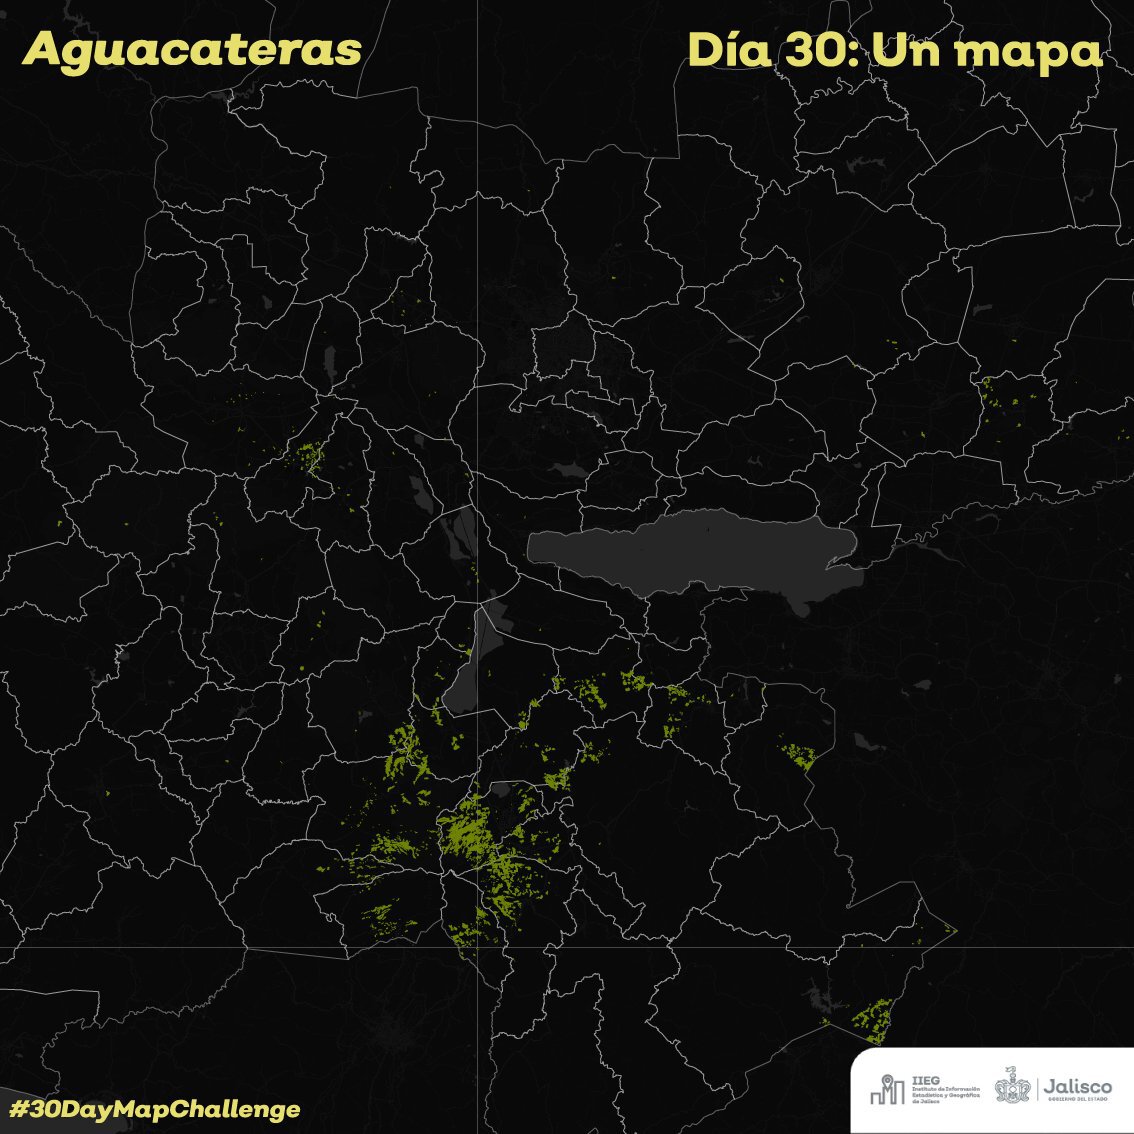 Aguacateras
Día 30: Un mapa
#30DayMapChallenge
IIEG
Instituto de Información
Estadística y Geográfica
de Jalisco
Jalisco
GOBIERNO DEL ESTADO